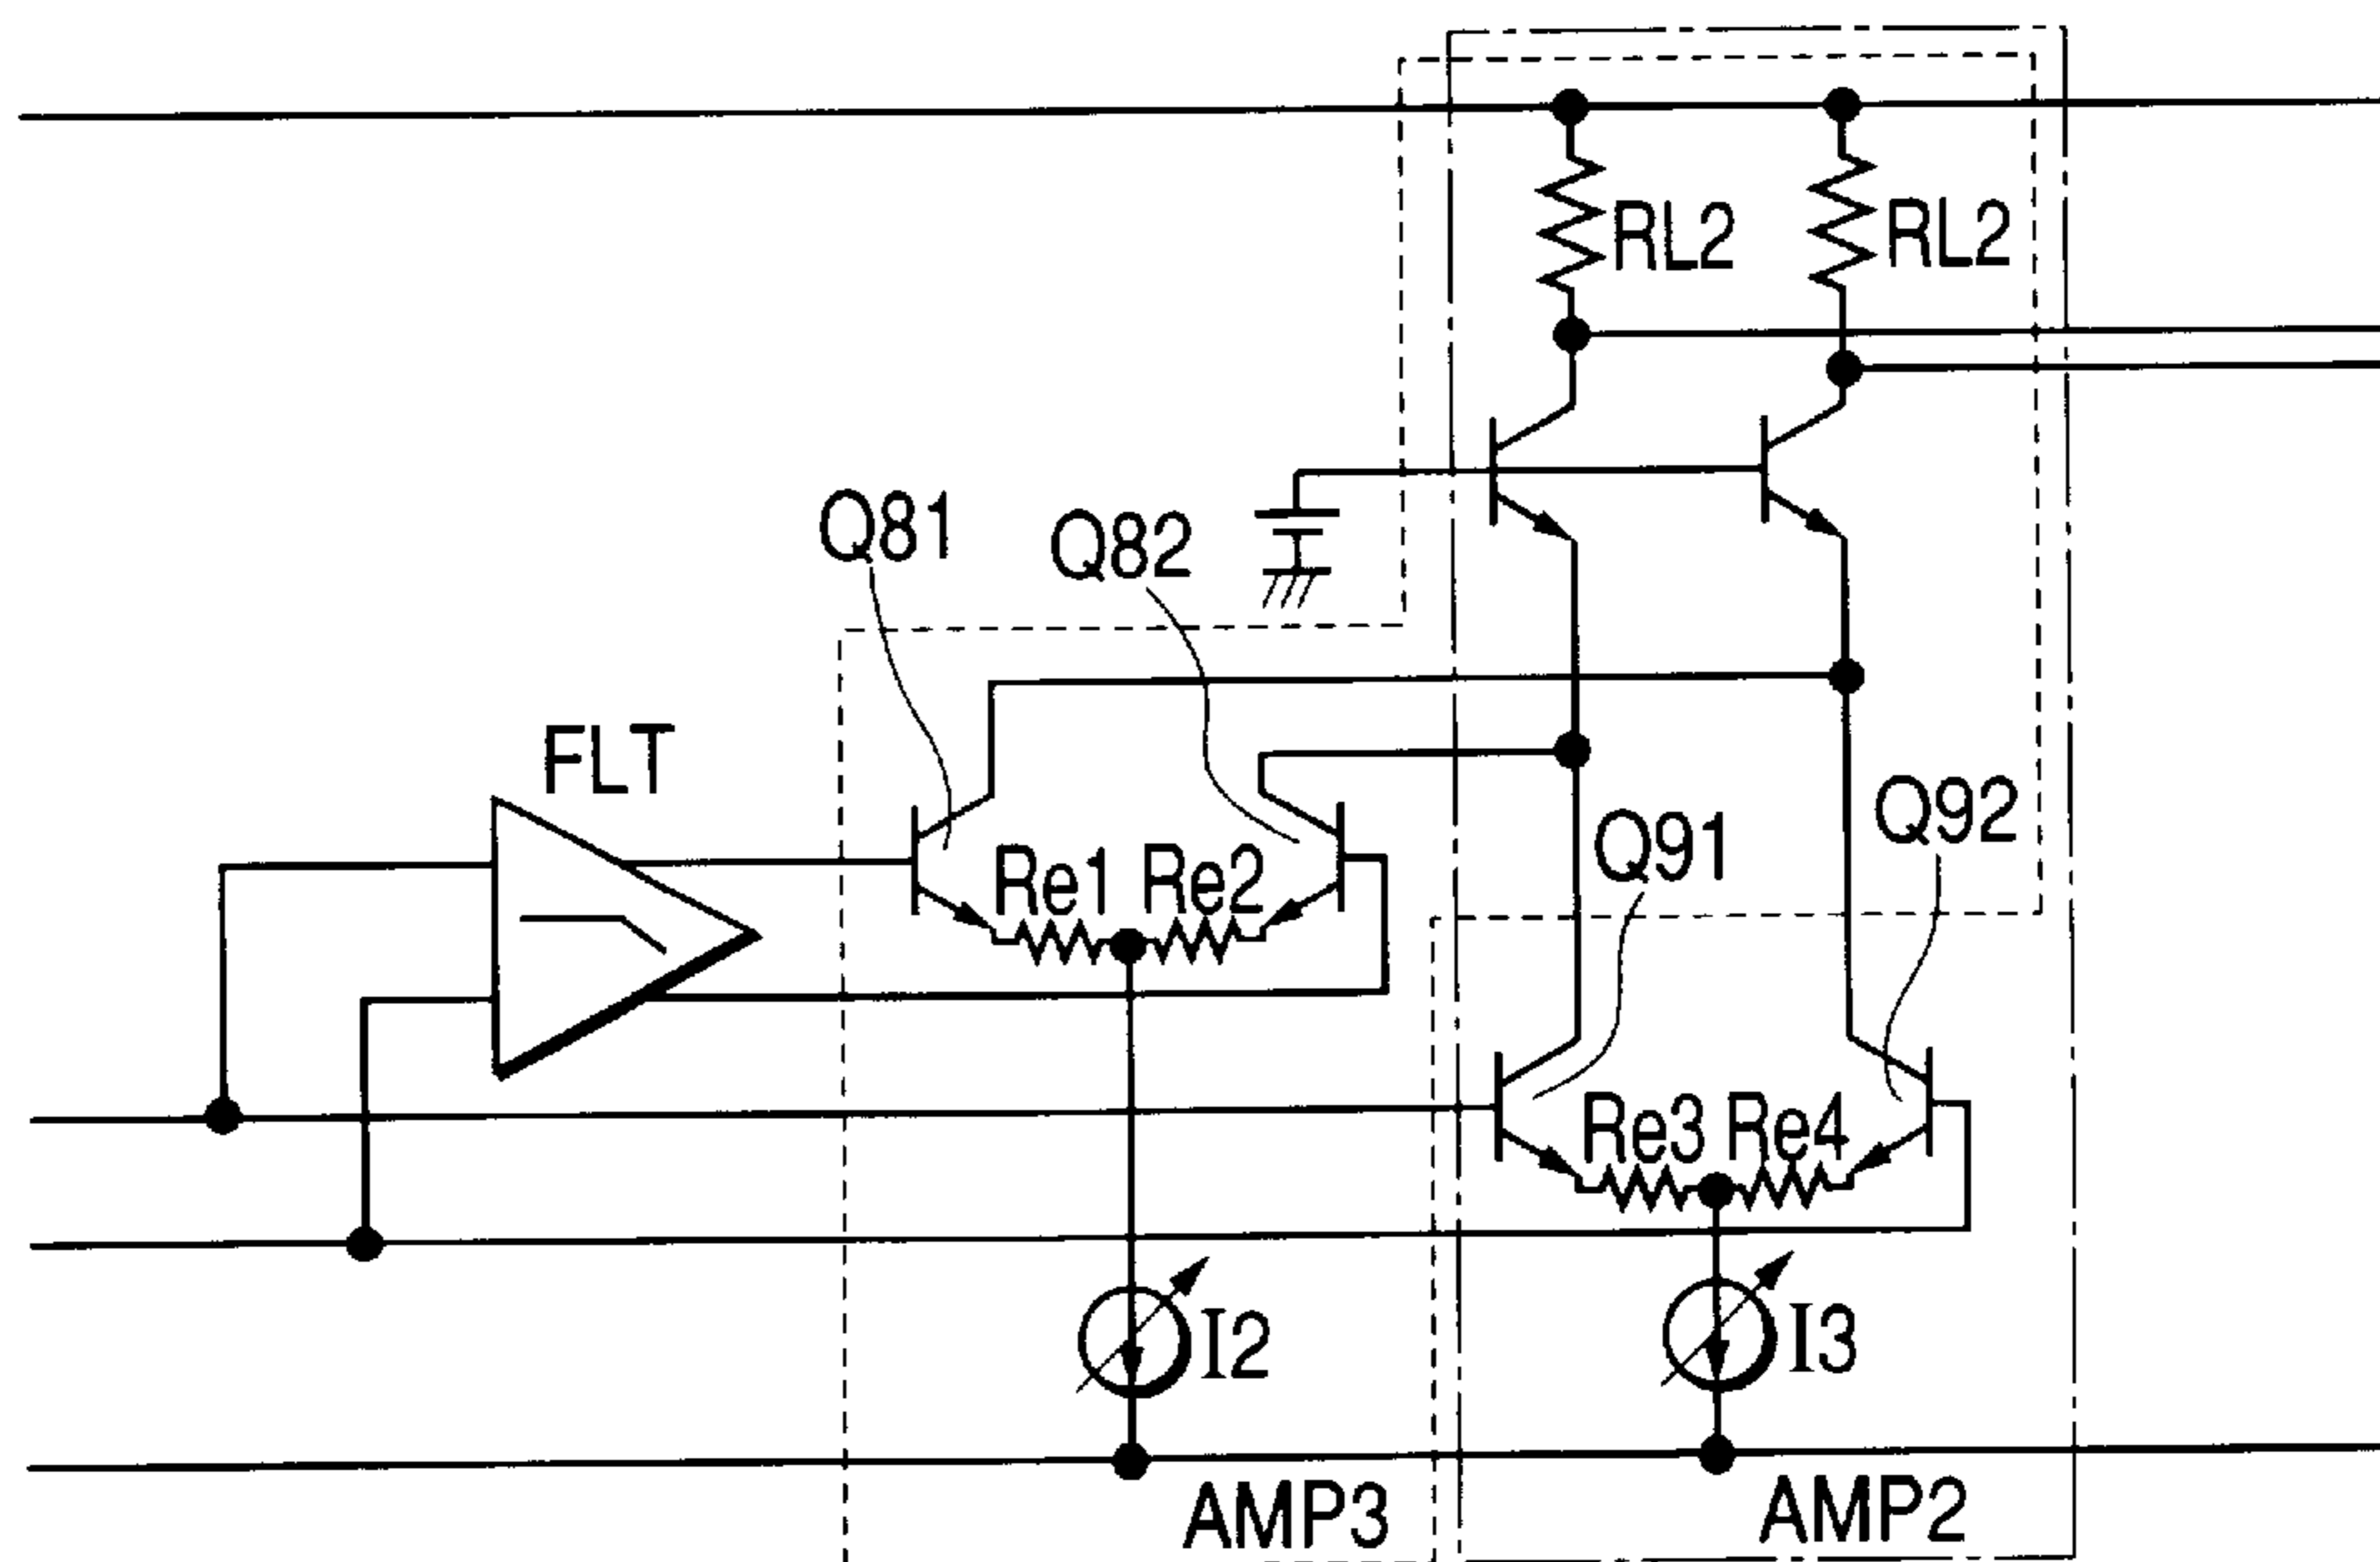 RL2
RL2
Q81
Q82
FLT
Q91
Q92
Re1
Re2
Re3
Re4
I2
I3
AMP3
AMP2